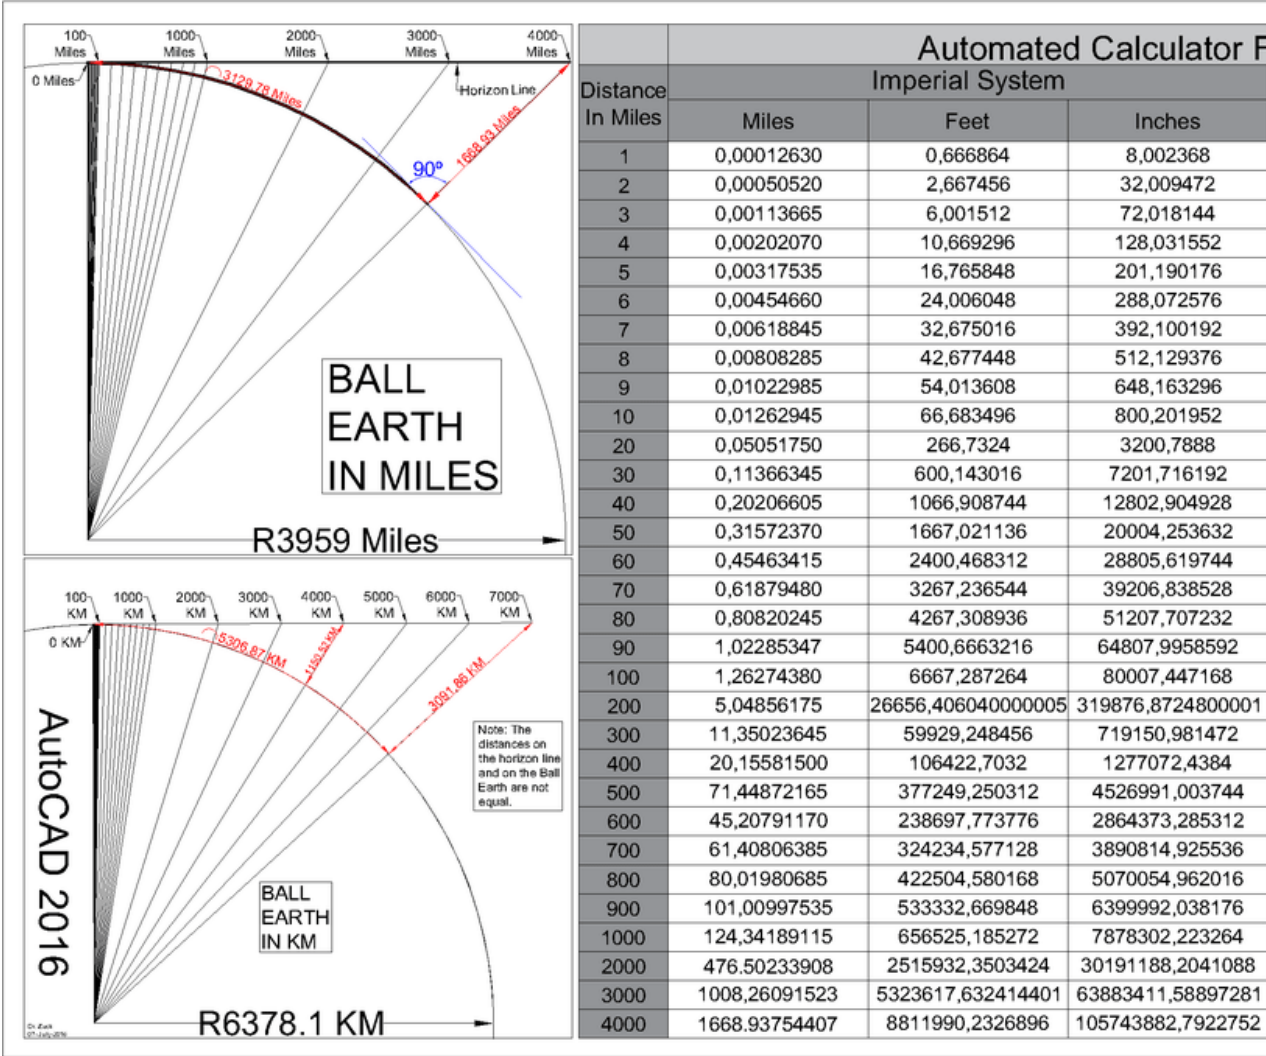 100 1000 2000 3000 4000
Miles Miles Miles Miles Miles
0 Miles
3129.78 Miles
Horizon Line
1668.93 Miles
90º
BALL
EARTH
IN MILES
R3959 Miles
100 1000 2000 3000 4000 5000 6000 7000
KM KM KM KM KM KM KM KM
0 KM
5306.87 KM
3091.86 KM
Note: The
distances on
the horizon line
and on the Ball
Earth are not
equal.
AutoCAD 2016
BALL
EARTH
IN KM
R6378.1 KM
Automated Calculator F
Distance
In Miles
Imperial System
Miles Feet Inches
1 0,00012630 0,666864 8,002368
2 0,00050520 2,667456 32,009472
3 0,00113665 6,001512 72,018144
4 0,00202070 10,669296 128,031552
5 0,00317535 16,765848 201,190176
6 0,00454660 24,006048 288,072576
7 0,00618845 32,675016 392,100192
8 0,00808285 42,677448 512,129376
9 0,01022985 54,013608 648,163296
10 0,01262945 66,683496 800,201952
20 0,05051750 266,7324 3200,7888
30 0,11366345 600,143016 7201,716192
40 0,20206605 1066,908744 12802,904928
50 0,31572370 1667,021136 20004,253632
60 0,45463415 2400,468312 28805,619744
70 0,61879480 3267,236544 39206,838528
80 0,80820245 4267,308936 51207,707232
90 1,02285347 5400,6663216 64807,9958592
100 1,26274380 6667,287264 80007,447168
200 5,04856175 26656,406040000005 319876,8724800001
300 11,35023645 59929,248456 719150,981472
400 20,15581500 106422,7032 1277072,4384
500 71,44872165 377249,250312 4526991,003744
600 45,20791170 238697,773776 2864373,285312
700 61,40806385 324234,577128 3890814,925536
800 80,01980685 422504,580168 5070054,962016
900 101,00997535 533332,669848 6399992,038176
1000 124,34189115 656525,185272 7878302,223264
2000 476.50233908 2515932,3503424 30191188,2041088
3000 1008,26091523 5323617,632414401 63883411,58897281
4000 1668.93754407 8811990,2326896 105743882,7922752